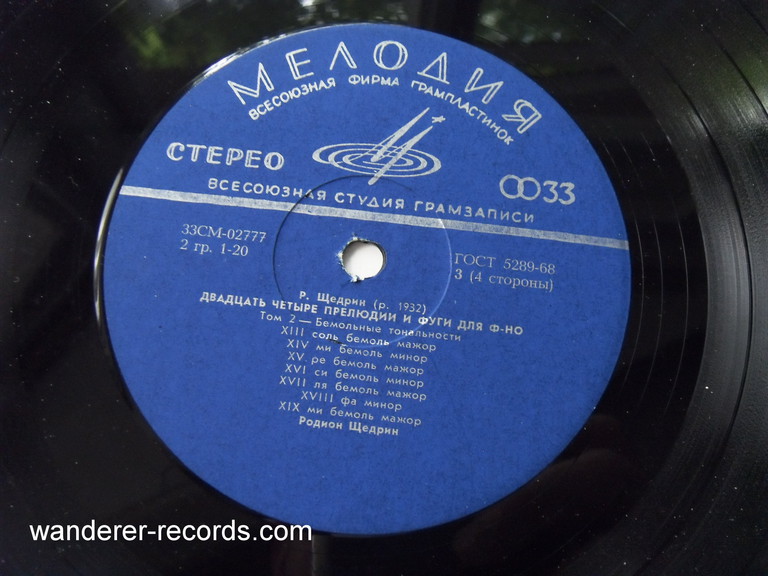 МЕЛОДИЯ
ВСЕСОЮЗНАЯ ФИРМА ГРАМПЛАСТИНОК
СТЕРЕО
33
ВСЕСОЮЗНАЯ СТУДИЯ ГРАМЗАПИСИ
33СМ-02777
2 гр. 1-20
ГОСТ 5289-68
3 (4 стороны)
Р. Щедрин (р. 1932)
ДВАДЦАТЬ ЧЕТЫРЕ ПРЕЛЮДИИ И ФУГИ ДЛЯ Ф-НО
Том 2 — Бемольные тональности
XIII соль бемоль мажор
XIV ми бемоль минор
XV ре бемоль мажор
XVI си бемоль минор
XVII ля бемоль мажор
XVIII фа минор
XIX ми бемоль мажор
Родион Щедрин
wanderer-records.com